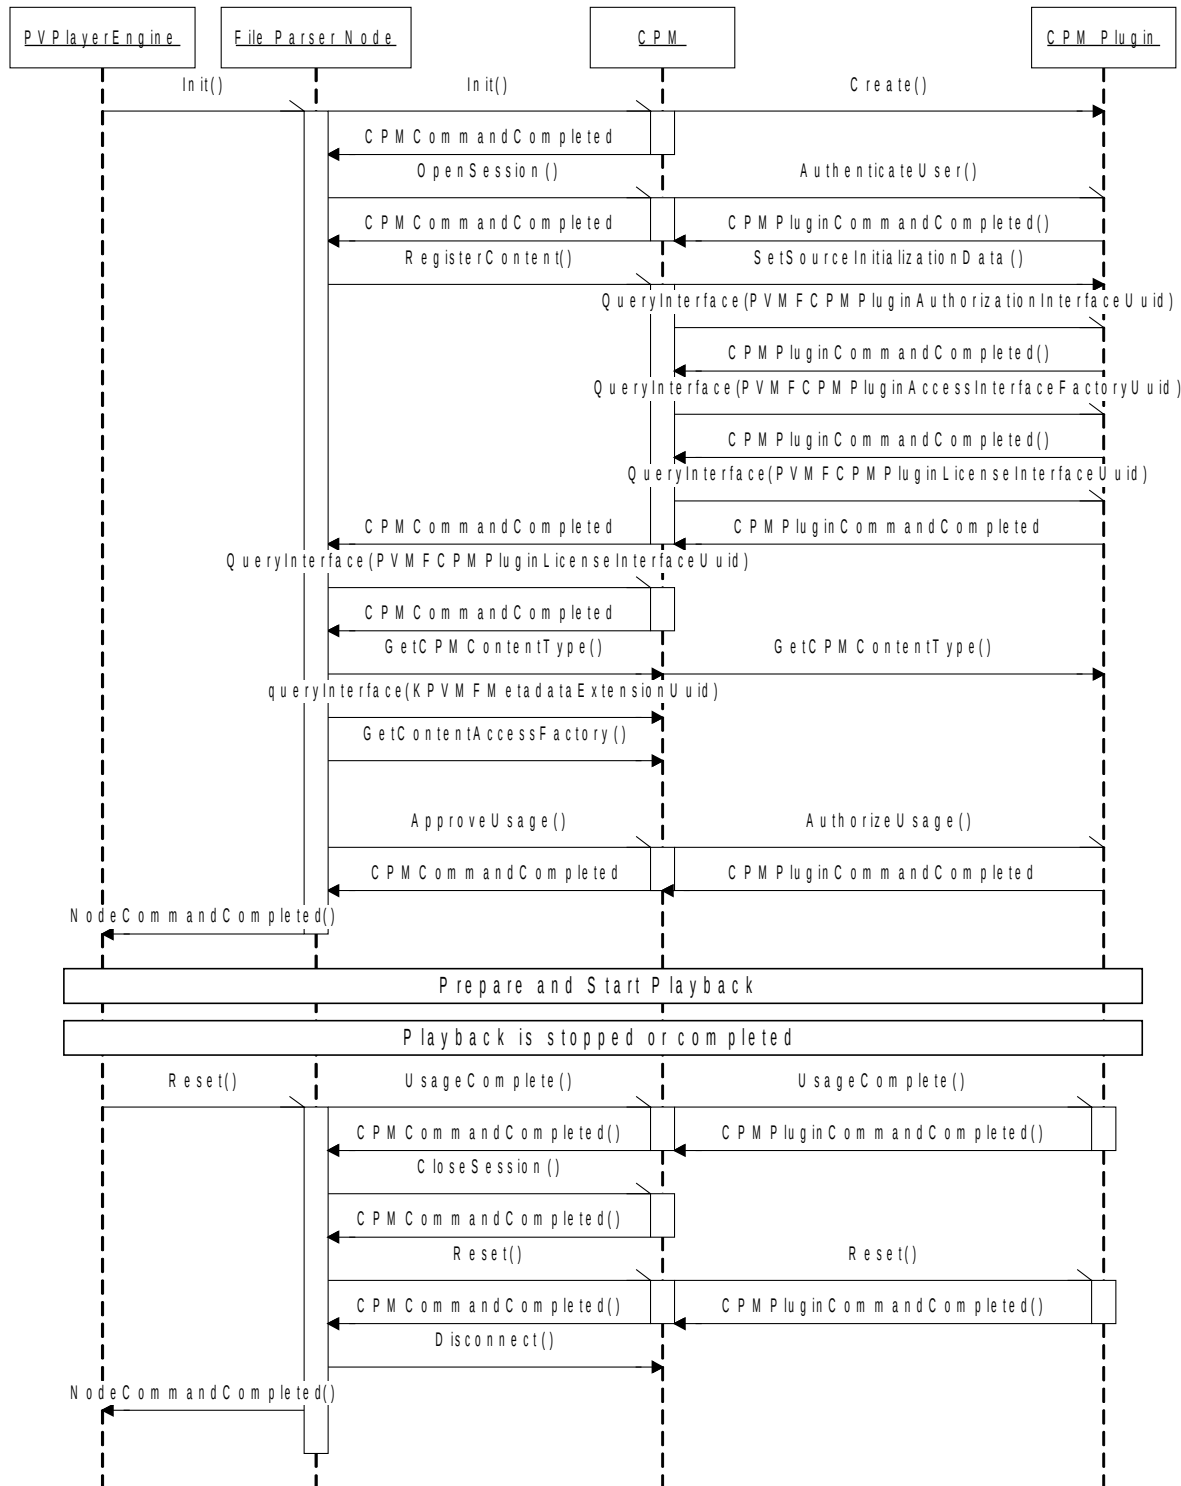 PVPlayerEngine
File Parser Node
CPM
CPM Plugin
Init()
Init()
Create()
CPMCommandCompleted
OpenSession()
AuthenticateUser()
CPMCommandCompleted
CPMPluginCommandCompleted()
RegisterContent()
SetSourceInitializationData()
QueryInterface(PVMFCPMPluginAuthorizationInterfaceUuid)
CPMPluginCommandCompleted()
QueryInterface(PVMFCPMPluginAccessInterfaceFactoryUuid)
CPMPluginCommandCompleted()
QueryInterface(PVMFCPMPluginLicenseInterfaceUuid)
CPMCommandCompleted
CPMPluginCommandCompleted
QueryInterface(PVMFCPMPluginLicenseInterfaceUuid)
CPMCommandCompleted
GetCPMContentType()
GetCPMContentType()
queryInterface(KPVMFMetadataExtensionUuid)
GetContentAccessFactory()
ApproveUsage()
AuthorizeUsage()
CPMCommandCompleted
CPMPluginCommandCompleted
NodeCommandCompleted()
Prepare and Start Playback
Playback is stopped or completed
Reset()
UsageComplete()
UsageComplete()
CPMCommandCompleted()
CPMPluginCommandCompleted()
CloseSession()
CPMCommandCompleted()
Reset()
Reset()
CPMCommandCompleted()
CPMPluginCommandCompleted()
Disconnect()
NodeCommandCompleted()